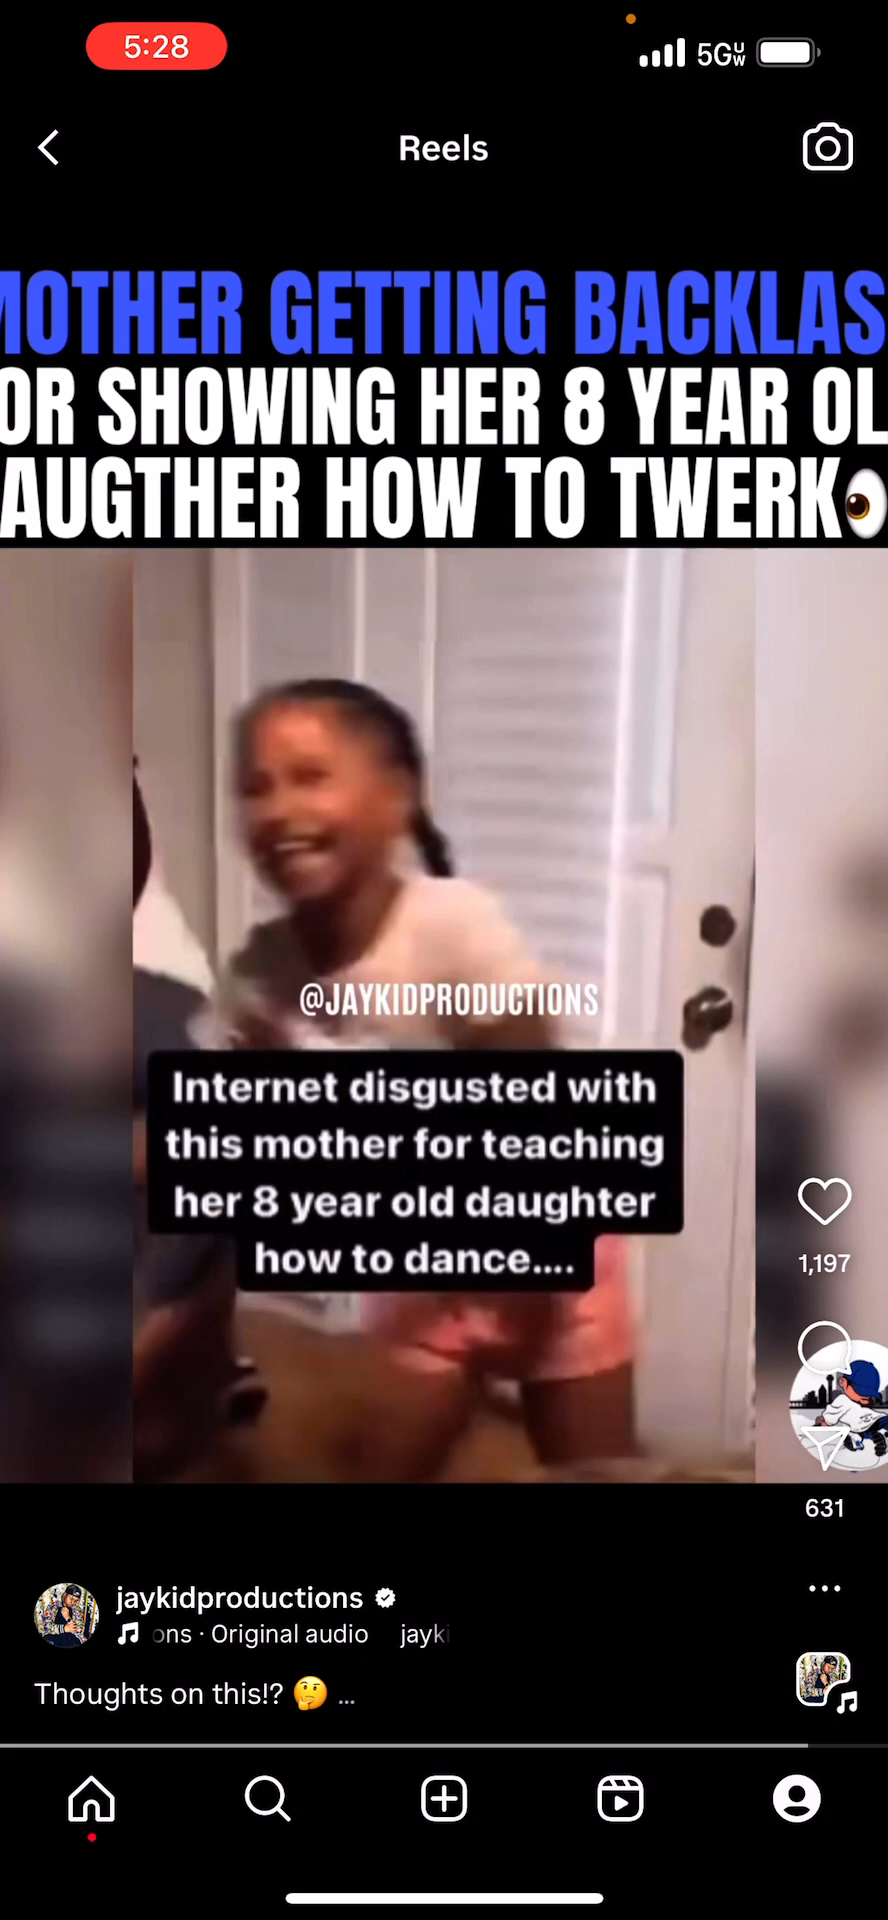 5:28
5G UW
Reels
MOTHER GETTING BACKLAS
OR SHOWING HER 8 YEAR OL
AUGTHER HOW TO TWERK👁
@JAYKIDPRODUCTIONS
Internet disgusted with
this mother for teaching
her 8 year old daughter
how to dance....
1,197
631
jaykidproductions
ons · Original audio jayki
Thoughts on this!? 🤔 ...